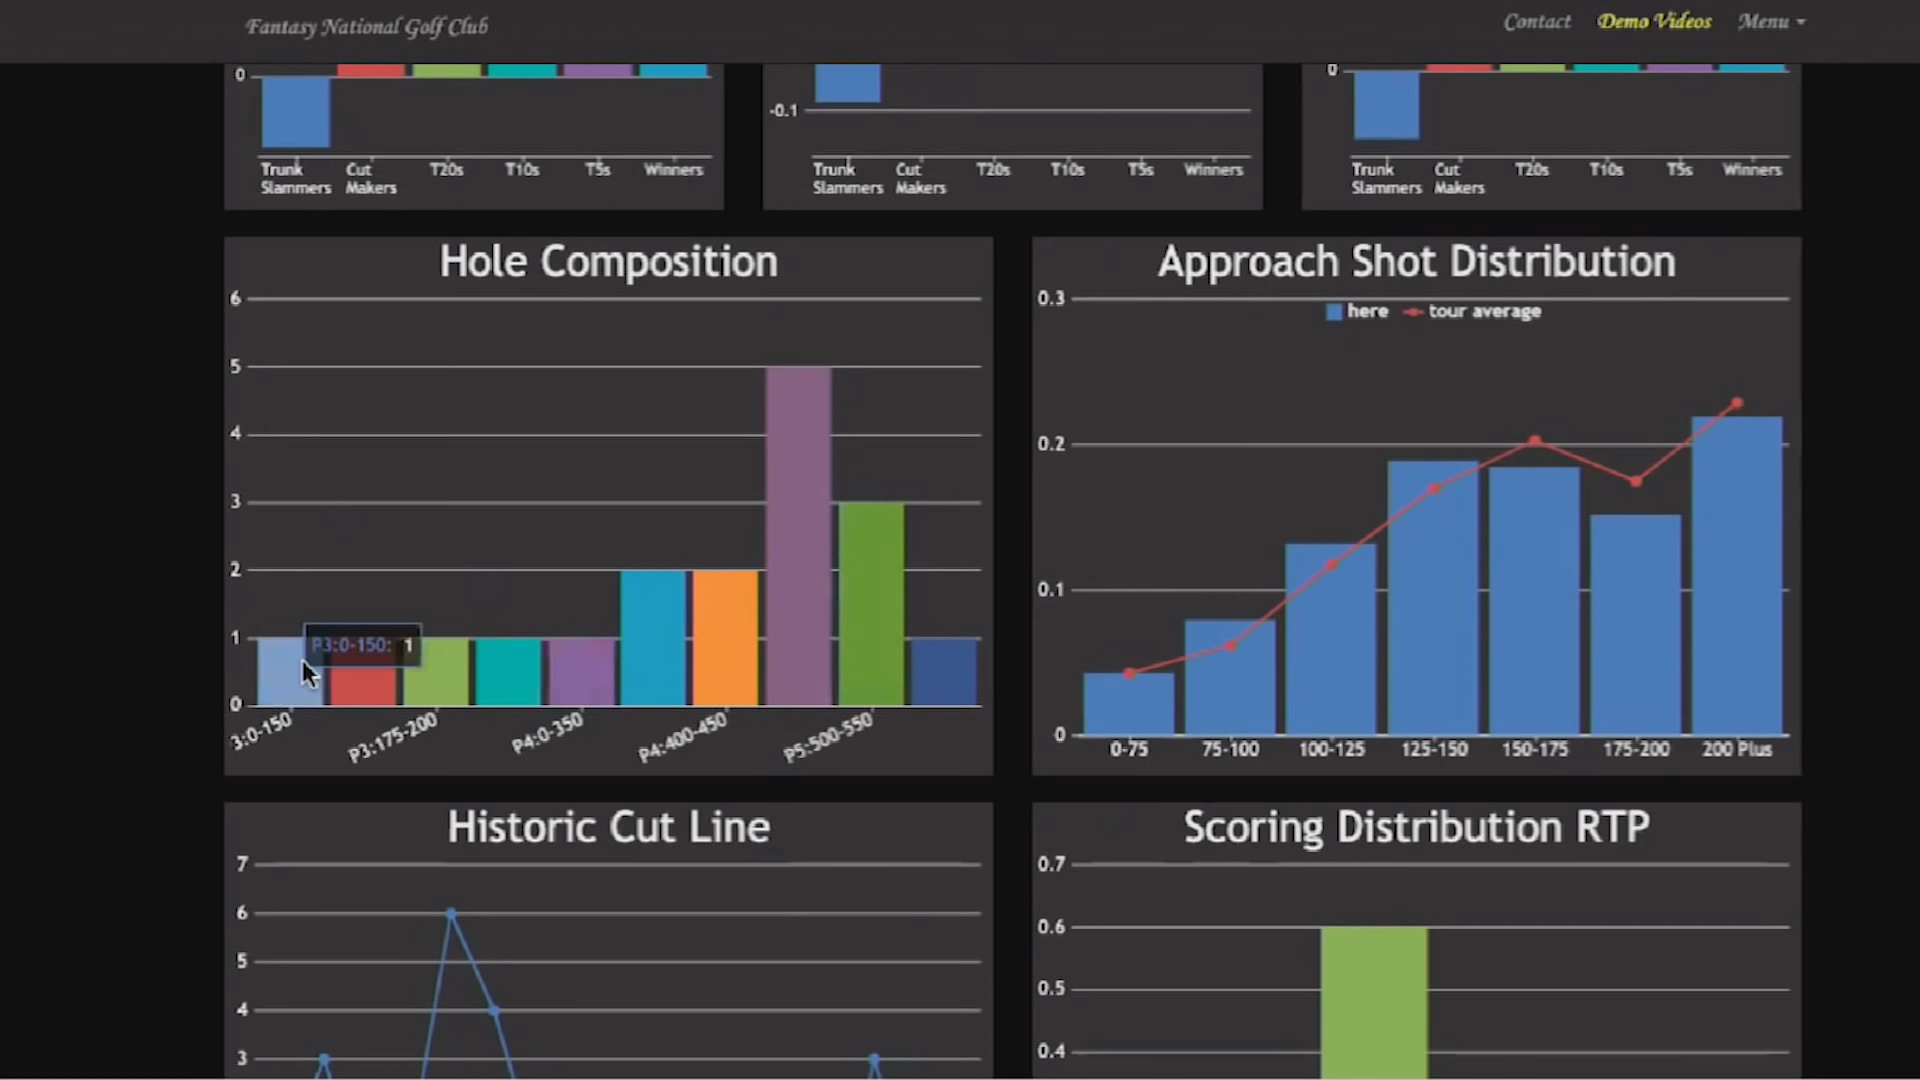 Fantasy National Golf Club
Contact Demo Videos Menu
0
Trunk Slammers Cut Makers T20s T10s T5s Winners
-0.1
Trunk Slammers Cut Makers T20s T10s T5s Winners
0
Trunk Slammers Cut Makers T20s T10s T5s Winners
Hole Composition
6
5
4
3
2
1
0
P3:0-150: 1
3:0-150 P3:175-200 P4:0-350 P4:400-450 P5:500-550
Approach Shot Distribution
here tour average
0.3
0.2
0.1
0
0-75 75-100 100-125 125-150 150-175 175-200 200 Plus
Historic Cut Line
7
6
5
4
3
Scoring Distribution RTP
0.7
0.6
0.5
0.4